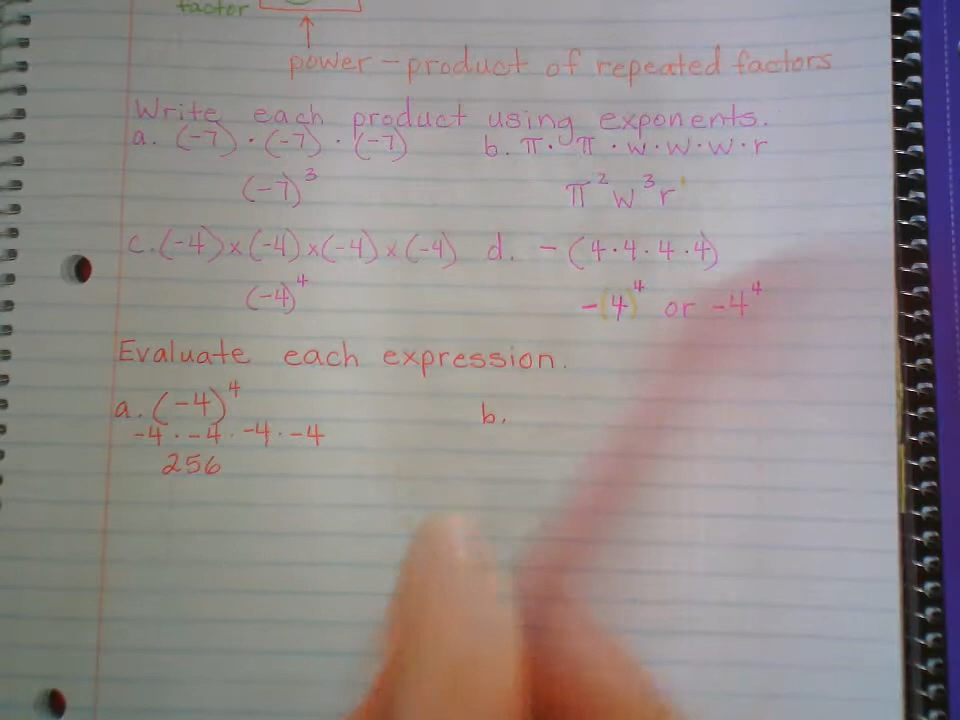 factor
power - product of repeated factors
Write each product using exponents.
a. (-7) · (-7) · (-7) b. π · π · w · w · w · r
(-7)³ π²w³r
c. (-4) × (-4) × (-4) × (-4) d. - (4 · 4 · 4 · 4)
(-4)⁴ -(4)⁴ or -4⁴
Evaluate each expression.
a. (-4)⁴ b.
-4 · -4 · -4 · -4
256